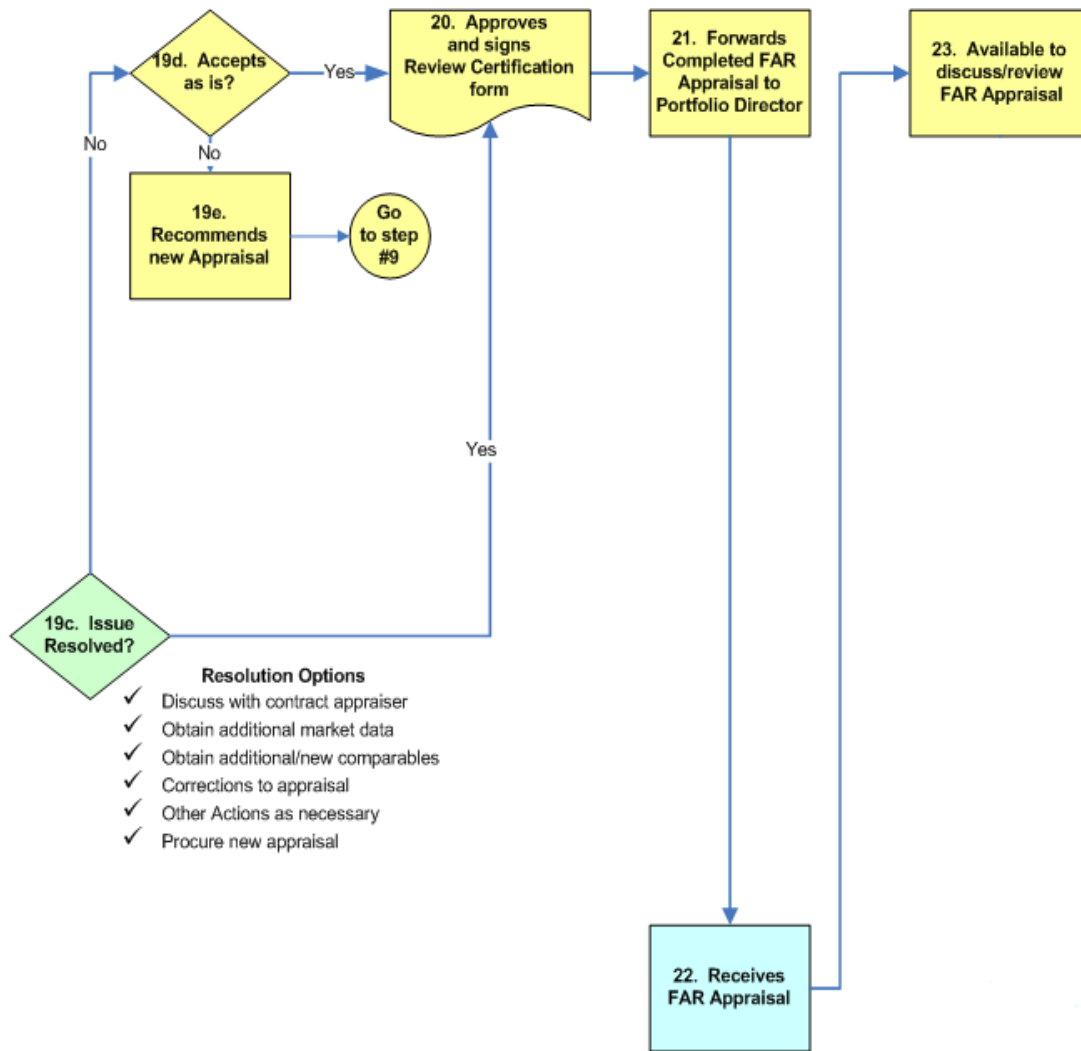 19d. Accepts
as is?
Yes
20. Approves
and signs
Review Certification
form
21. Forwards
Completed FAR
Appraisal to
Portfolio Director
23. Available to
discuss/review
FAR Appraisal
No
No
19e.
Recommends
new Appraisal
Go
to step
#9
Yes
19c. Issue
Resolved?
Resolution Options
✓ Discuss with contract appraiser
✓ Obtain additional market data
✓ Obtain additional/new comparables
✓ Corrections to appraisal
✓ Other Actions as necessary
✓ Procure new appraisal
22. Receives
FAR Appraisal